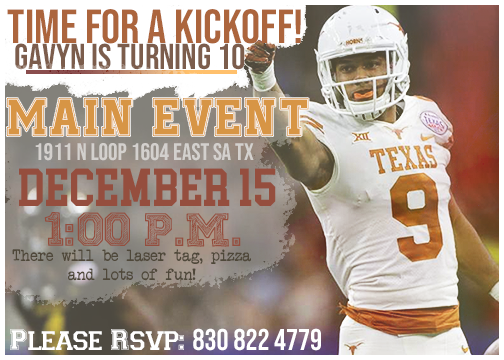 TIME FOR A KICKOFF!
GAVYN IS TURNING 10
MAIN EVENT
1911 N LOOP 1604 EAST SA TX
DECEMBER 15
1:00 P.M.
There will be laser tag, pizza
and lots of fun!
PLEASE RSVP: 830 822 4779
XII
TEXAS
9